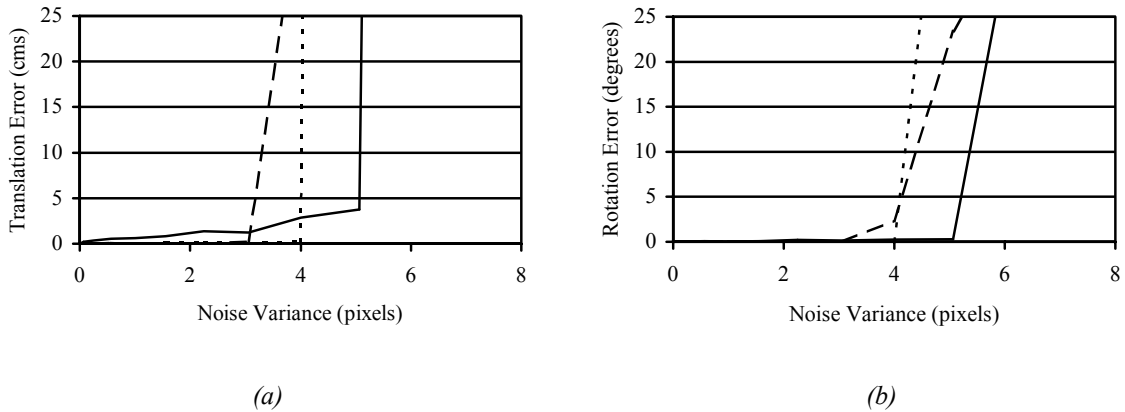 Translation Error (cms)
25
20
15
10
5
0
0 2 4 6 8
Noise Variance (pixels)
(a)
Rotation Error (degrees)
25
20
15
10
5
0
0 2 4 6 8
Noise Variance (pixels)
(b)